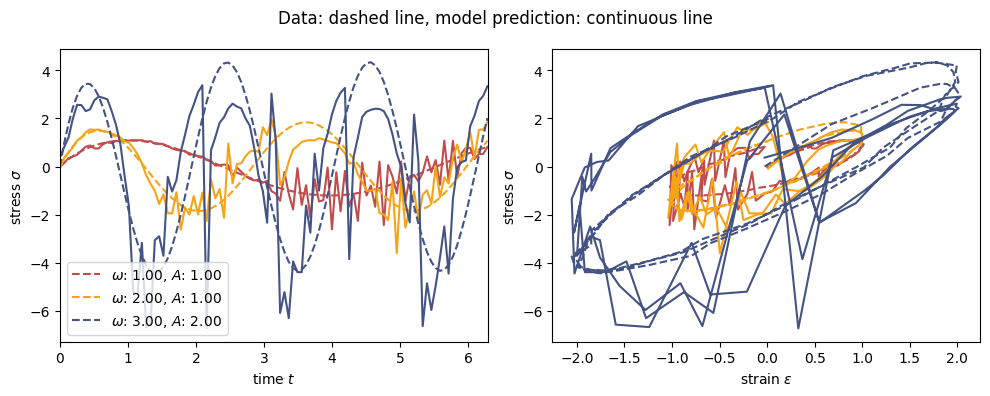 Data: dashed line, model prediction: continuous line
stress σ
4
2
0
−2
−4
−6
ω: 1.00, A: 1.00
ω: 2.00, A: 1.00
ω: 3.00, A: 2.00
0 1 2 3 4 5 6
time t
stress σ
4
2
0
−2
−4
−6
−2.0 −1.5 −1.0 −0.5 0.0 0.5 1.0 1.5 2.0
strain ε